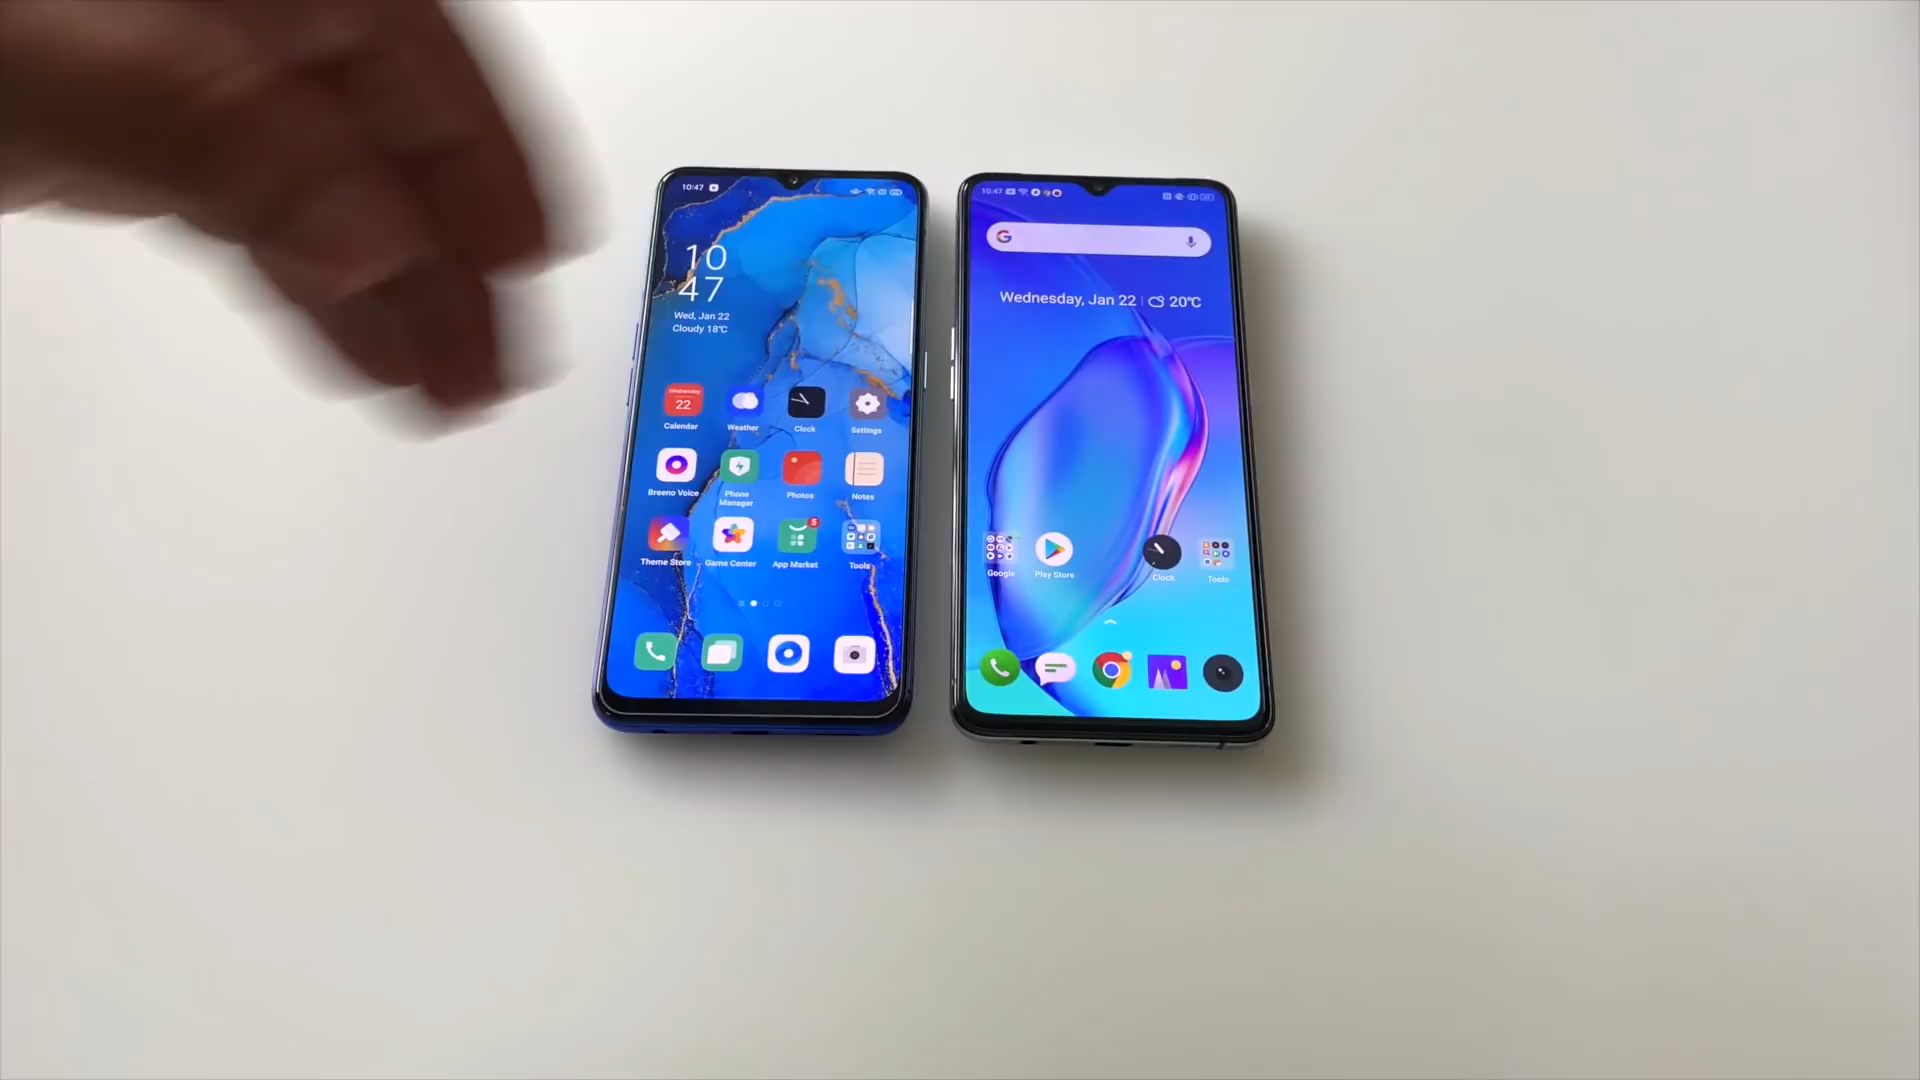 10:47
10
47
Wed, Jan 22
Cloudy 18℃
Wednesday
22
Calendar
Weather
Clock
Settings
Breeno Voice
Phone
Manager
Photos
Notes
Theme Store
Game Center
5
App Market
Tools
10:47
G
Wednesday, Jan 22 | 20℃
Google
Play Store
Clock
Tools